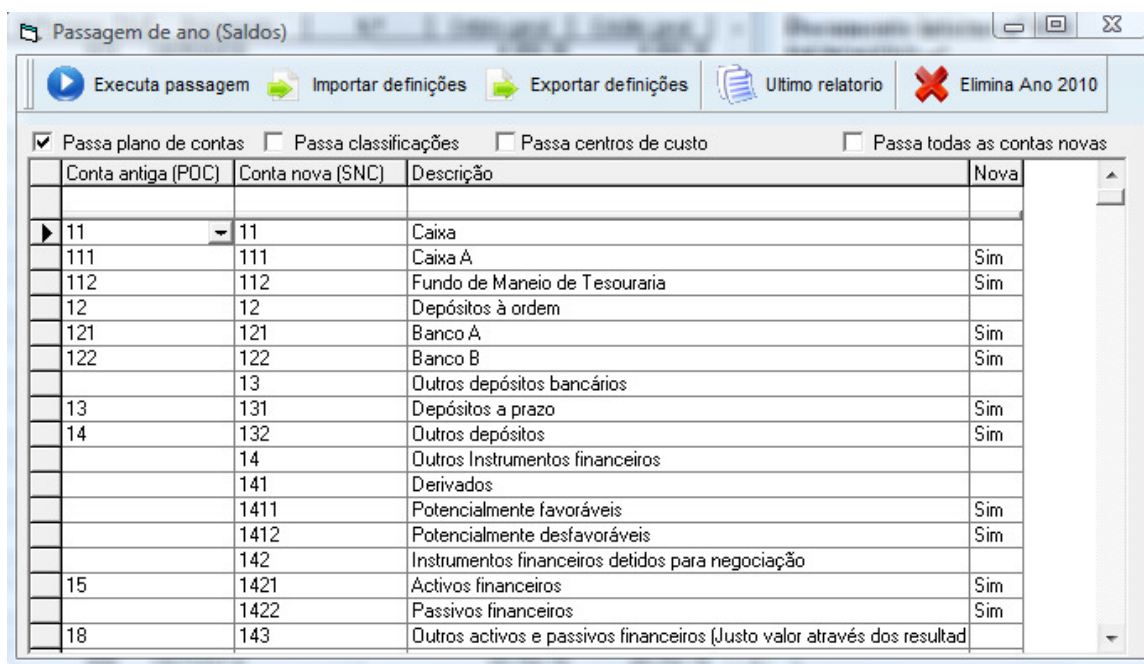 Passagem de ano (Saldos)
Executa passagem Importar definições Exportar definições Ultimo relatorio Elimina Ano 2010
Passa plano de contas Passa classificações Passa centros de custo Passa todas as contas novas
Conta antiga (POC) Conta nova (SNC) Descrição Nova
11 11 Caixa
111 111 Caixa A Sim
112 112 Fundo de Maneio de Tesouraria Sim
12 12 Depósitos à ordem
121 121 Banco A Sim
122 122 Banco B Sim
13 Outros depósitos bancários
13 131 Depósitos a prazo Sim
14 132 Outros depósitos Sim
14 Outros Instrumentos financeiros
141 Derivados
1411 Potencialmente favoráveis Sim
1412 Potencialmente desfavoráveis Sim
142 Instrumentos financeiros detidos para negociação
15 1421 Activos financeiros Sim
1422 Passivos financeiros Sim
18 143 Outros activos e passivos financeiros (Justo valor através dos resultad